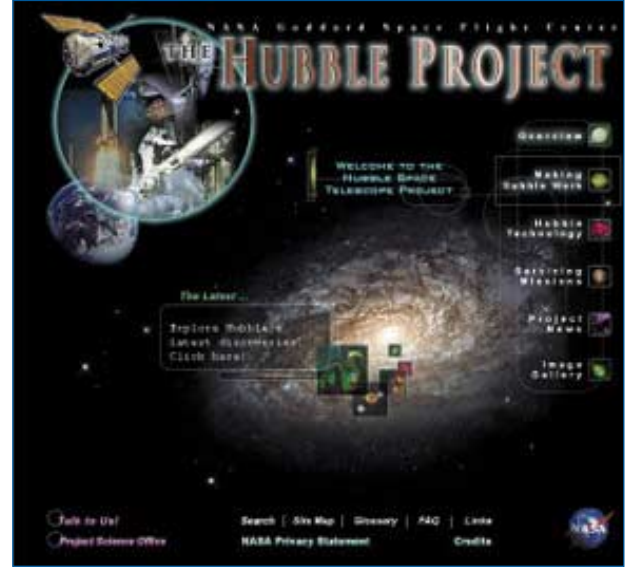 NASA Goddard Space Flight Center
THE HUBBLE PROJECT
Overview
WELCOME TO THE
HUBBLE SPACE
TELESCOPE PROJECT
Making
Hubble Work
Hubble
Technology
Servicing
Missions
The Latest...
Explore Hubble's
latest discoveries!
Click here!
Project
News
Image
Gallery
Talk to Us!
Search | Site Map | Glossary | FAQ | Links
Project Science Office
NASA Privacy Statement
Credits
NASA